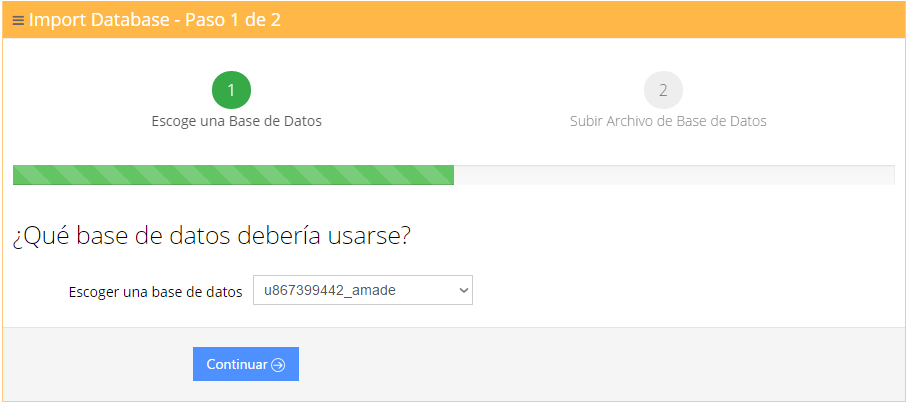 Import Database - Paso 1 de 2
1
Escoge una Base de Datos
2
Subir Archivo de Base de Datos
¿Qué base de datos debería usarse?
Escoger una base de datos
u867399442_amade
Continuar